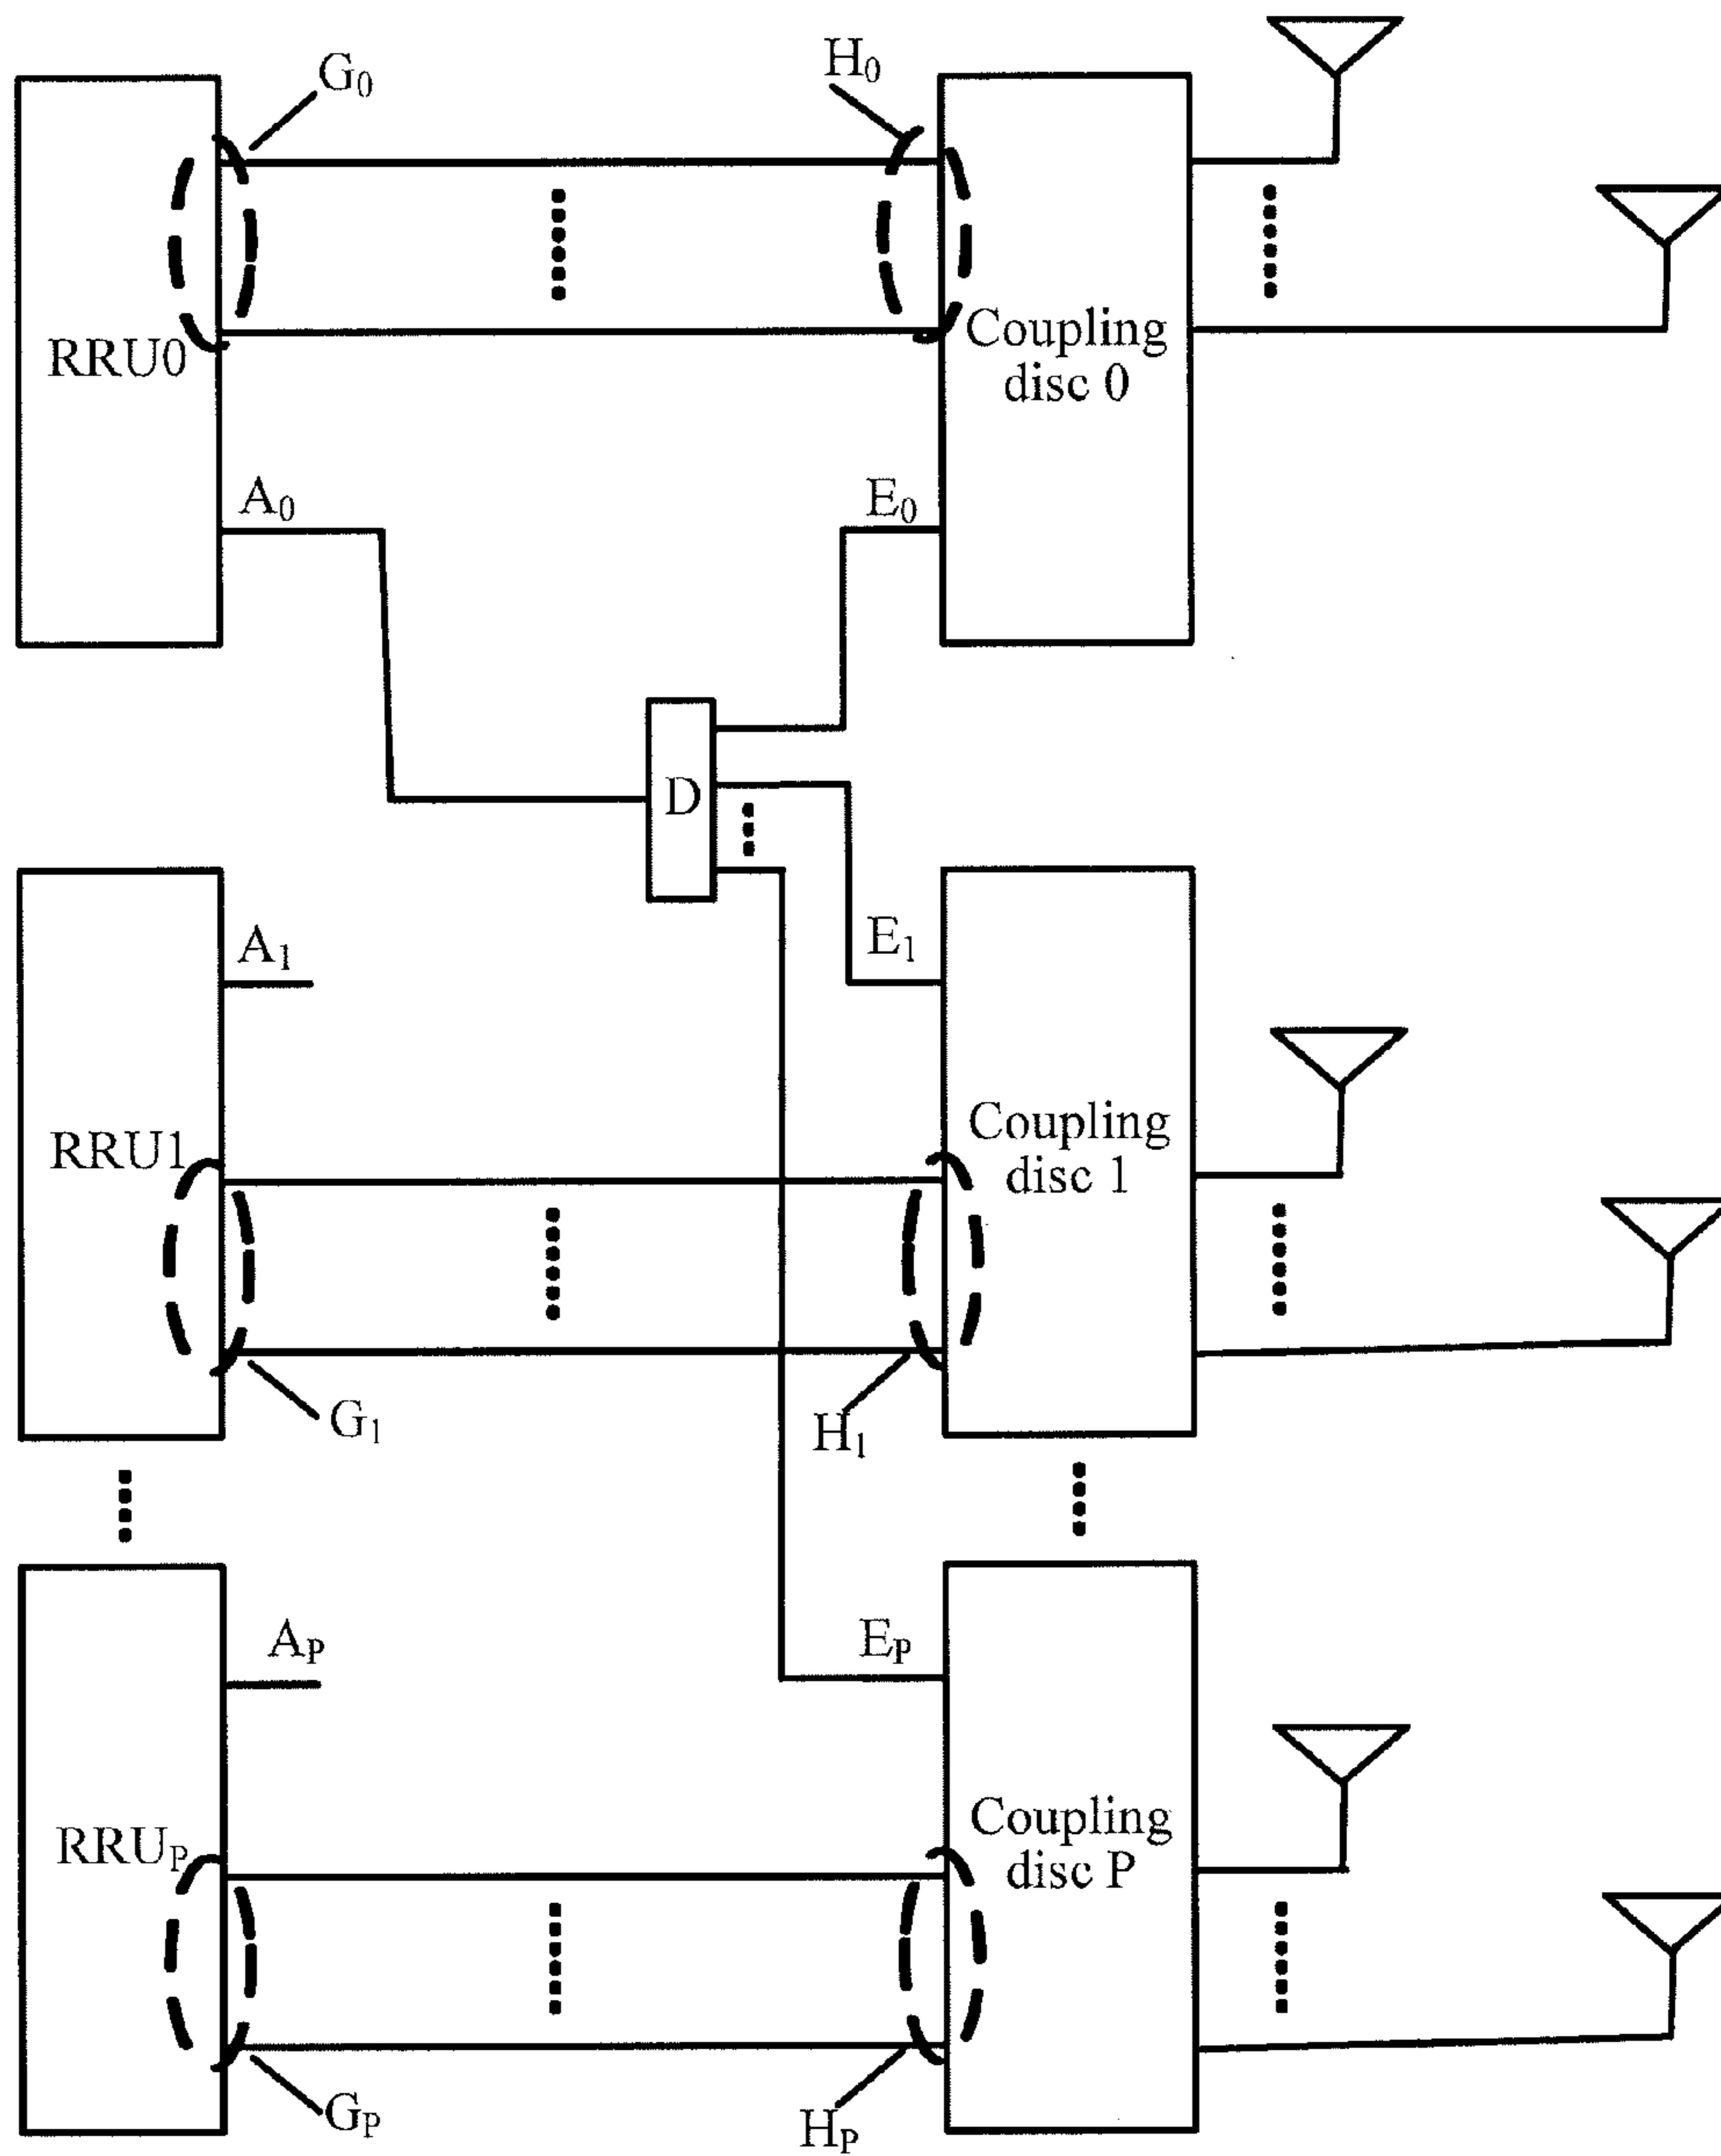 G₀
H₀
RRU0
Coupling
disc 0
A₀
E₀
D
A₁
E₁
RRU1
Coupling
disc 1
G₁
H₁
Aₚ
Eₚ
RRUₚ
Coupling
disc P
Gₚ
Hₚ